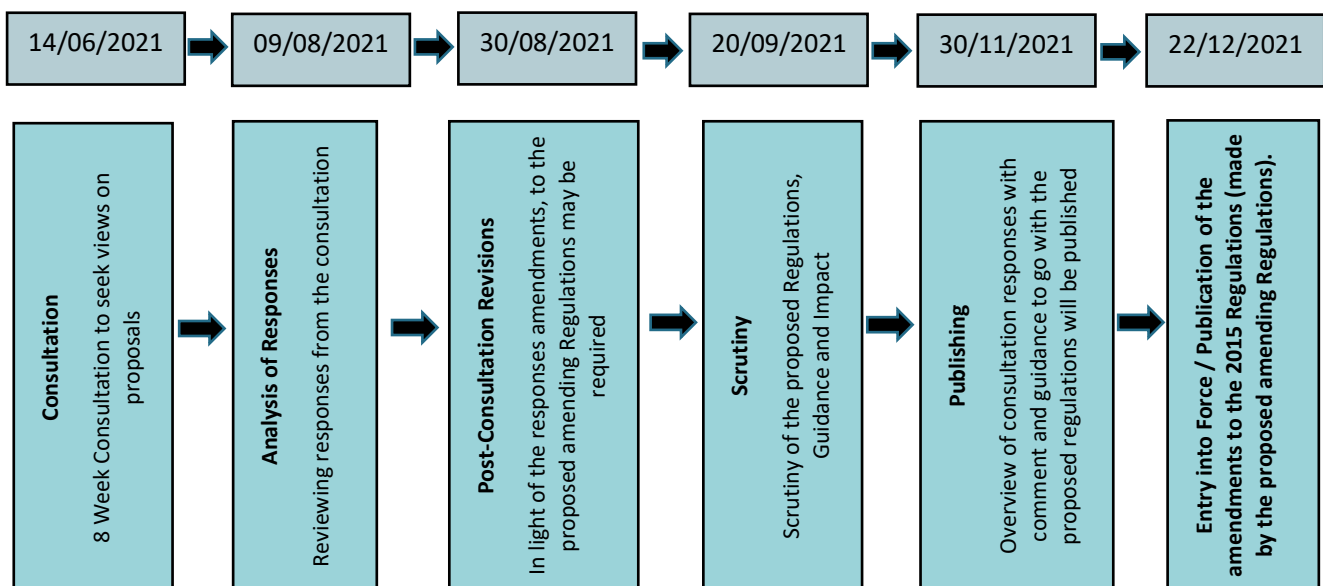 14/06/2021
09/08/2021
30/08/2021
20/09/2021
30/11/2021
22/12/2021
Consultation
8 Week Consultation to seek views on
proposals
Analysis of Responses
Reviewing responses from the consultation
Post-Consultation Revisions
In light of the responses amendments, to the
proposed amending Regulations may be
required
Scrutiny
Scrutiny of the proposed Regulations,
Guidance and Impact
Publishing
Overview of consultation responses with
comment and guidance to go with the
proposed regulations will be published
Entry into Force / Publication of the
amendments to the 2015 Regulations (made
by the proposed amending Regulations).